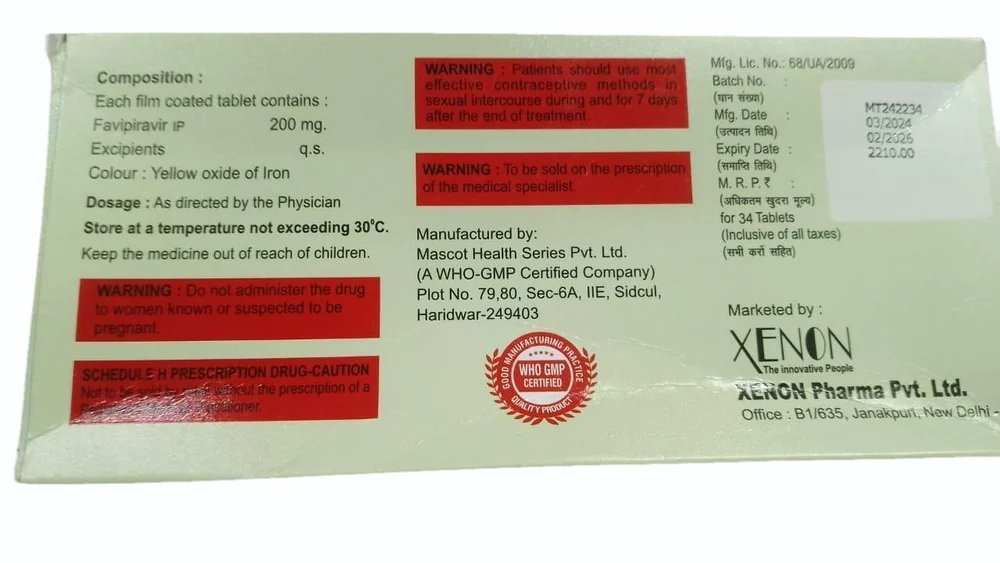 Composition :
Each film coated tablet contains :
Favipiravir IP 200 mg.
Excipients q.s.
Colour : Yellow oxide of Iron
Dosage : As directed by the Physician
Store at a temperature not exceeding 30°C.
Keep the medicine out of reach of children.
WARNING : Do not administer the drug
to women known or suspected to be
pregnant.
SCHEDULE H PRESCRIPTION DRUG-CAUTION
Not to be sold by retail without the prescription of a
WARNING : Patients should use most
effective contraceptive methods in
sexual intercourse during and for 7 days
after the end of treatment.
WARNING : To be sold on the prescription
of the medical specialist.
Manufactured by:
Mascot Health Series Pvt. Ltd.
(A WHO-GMP Certified Company)
Plot No. 79,80, Sec-6A, IIE, Sidcul,
Haridwar-249403
GOOD MANUFACTURING PRACTICE
WHO GMP
CERTIFIED
QUALITY PRODUCT
Mfg. Lic. No.: 68/UA/2009
Batch No. :
(घान संख्या)
Mfg. Date :
(उत्पादन तिथि)
Expiry Date :
(समाप्ति तिथि)
M. R. P. ₹ :
(अधिकतम खुदरा मूल्य)
for 34 Tablets
(Inclusive of all taxes)
(सभी करों सहित)
MT242234
03/2024
02/2026
2210.00
Marketed by :
XENON
The innovative People
XENON Pharma Pvt. Ltd.
Office : B1/635, Janakpuri, New Delhi -